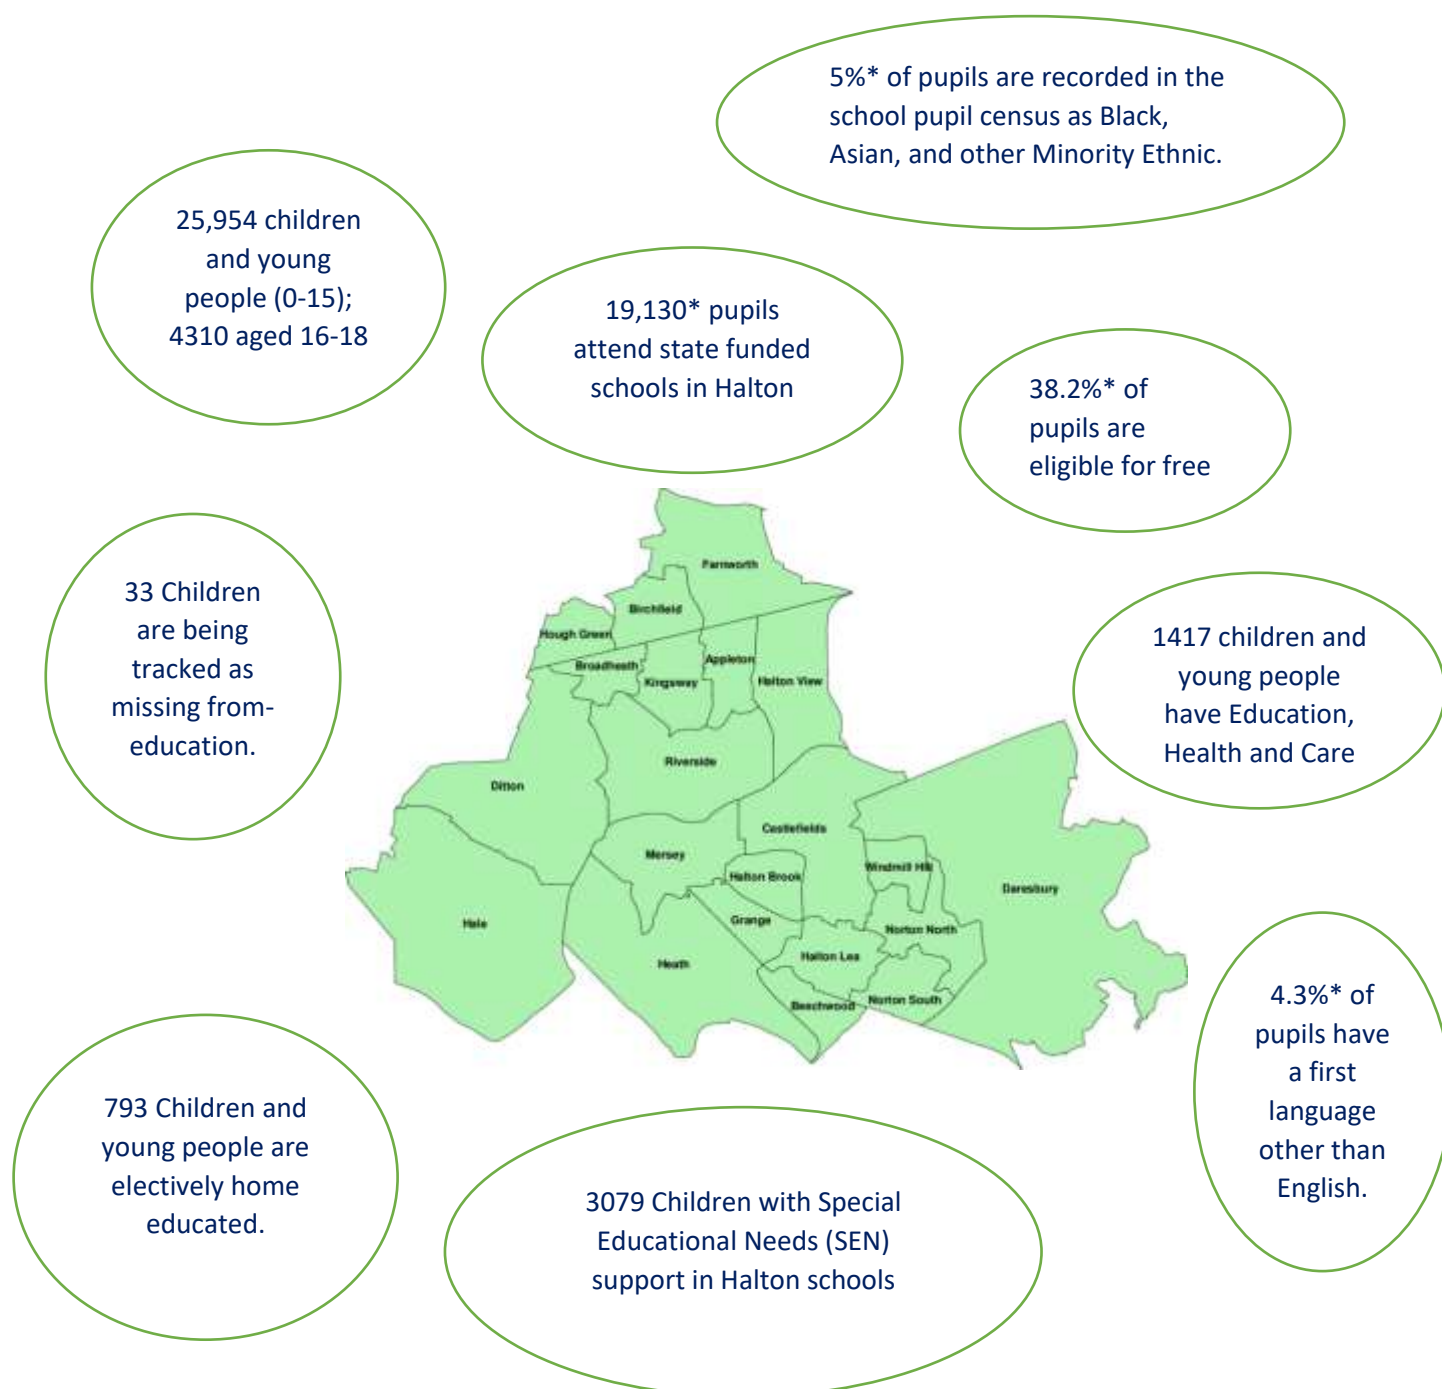 5%* of pupils are recorded in the
school pupil census as Black,
Asian, and other Minority Ethnic.
25,954 children
and young
people (0-15);
4310 aged 16-18
19,130* pupils
attend state funded
schools in Halton
38.2%* of
pupils are
eligible for free
33 Children
are being
tracked as
missing from-
education.
1417 children and
young people
have Education,
Health and Care
Farnworth
Birchfield
Hough Green
Broadheath
Appleton
Kingsway
Halton View
Riverside
Ditton
Castlefields
Mersey
Windmill Hill
Halton Brook
Daresbury
Hale
Grange
Norton North
Halton Lea
Heath
Beechwood
Norton South
4.3%* of
pupils have
a first
language
other than
English.
793 Children and
young people are
electively home
educated.
3079 Children with Special
Educational Needs (SEN)
support in Halton schools